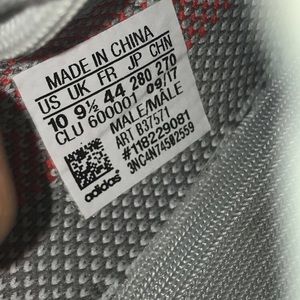 MADE IN CHINA
US UK FR JP CHN
10 9½ 44 280 270
CLU 600001 09/17
MALE/MALE
ART B37571
#118229081
3NC4N74502559
adidas